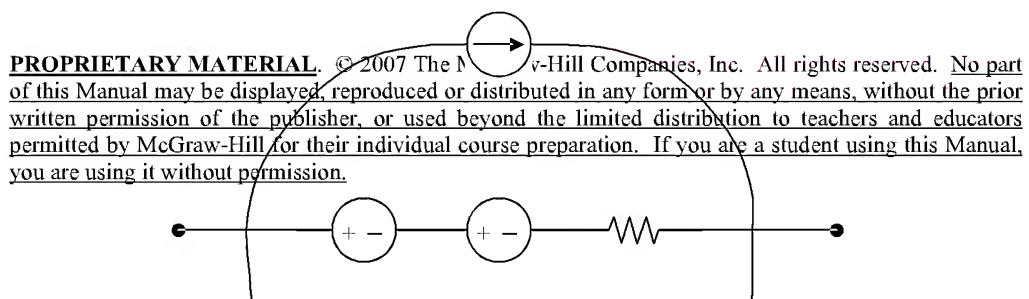 PROPRIETARY MATERIAL. © 2007 The v-Hill Companies, Inc. All rights reserved. No part
of this Manual may be displayed, reproduced or distributed in any form or by any means, without the prior
written permission of the publisher, or used beyond the limited distribution to teachers and educators
permitted by McGraw-Hill for their individual course preparation. If you are a student using this Manual,
you are using it without permission.
+ − + −